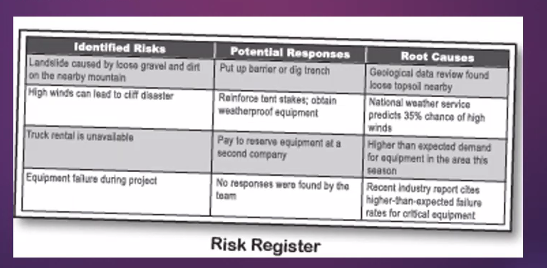 Identified Risks
Potential Responses
Root Causes
Landslide caused by loose gravel and dirt
on the nearby mountain
Put up barrier or dig trench
Geological data review found
loose topsoil nearby
High winds can lead to cliff disaster
Reinforce tent stakes; obtain
weatherproof equipment
National weather service
predicts 35% chance of high
winds
Truck rental is unavailable
Pay to reserve equipment at a
second company
Higher than expected demand
for equipment in the area this
season
Equipment failure during project
No responses were found by the
team
Recent industry report cites
higher-than-expected failure
rates for critical equipment
Risk Register